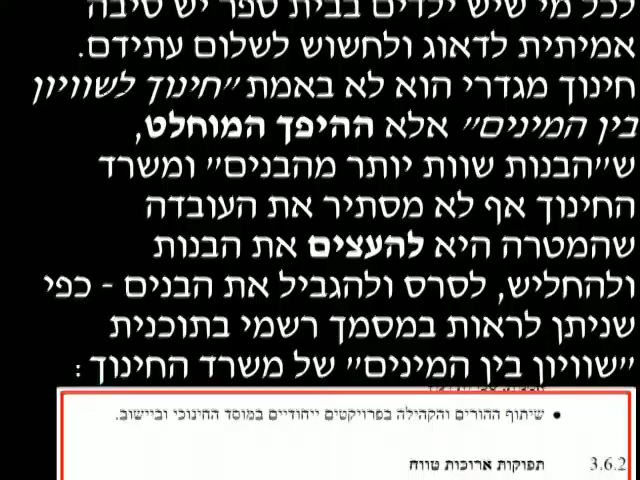 לכל מי שיש ילדים בבית ספר יש סיבה
אמיתית לדאוג ולחשוש לשלום עתידם.
חינוך מגדרי הוא לא באמת "חינוך לשוויון
בין המינים" אלא ההיפך המוחלט,
ש"הבנות שוות יותר מהבנים" ומשרד
החינוך אף לא מסתיר את העובדה
שהמטרה היא להעצים את הבנות
ולהחליש, לסרס ולהגביל את הבנים - כפי
שניתן לראות במסמך רשמי בתוכנית
"שוויון בין המינים" של משרד החינוך:
• שיתוף ההורים והקהילה בפרויקטים ייחודיים במוסד החינוכי וביישוב.
3.6.2 תפוקות ארוכות טווח